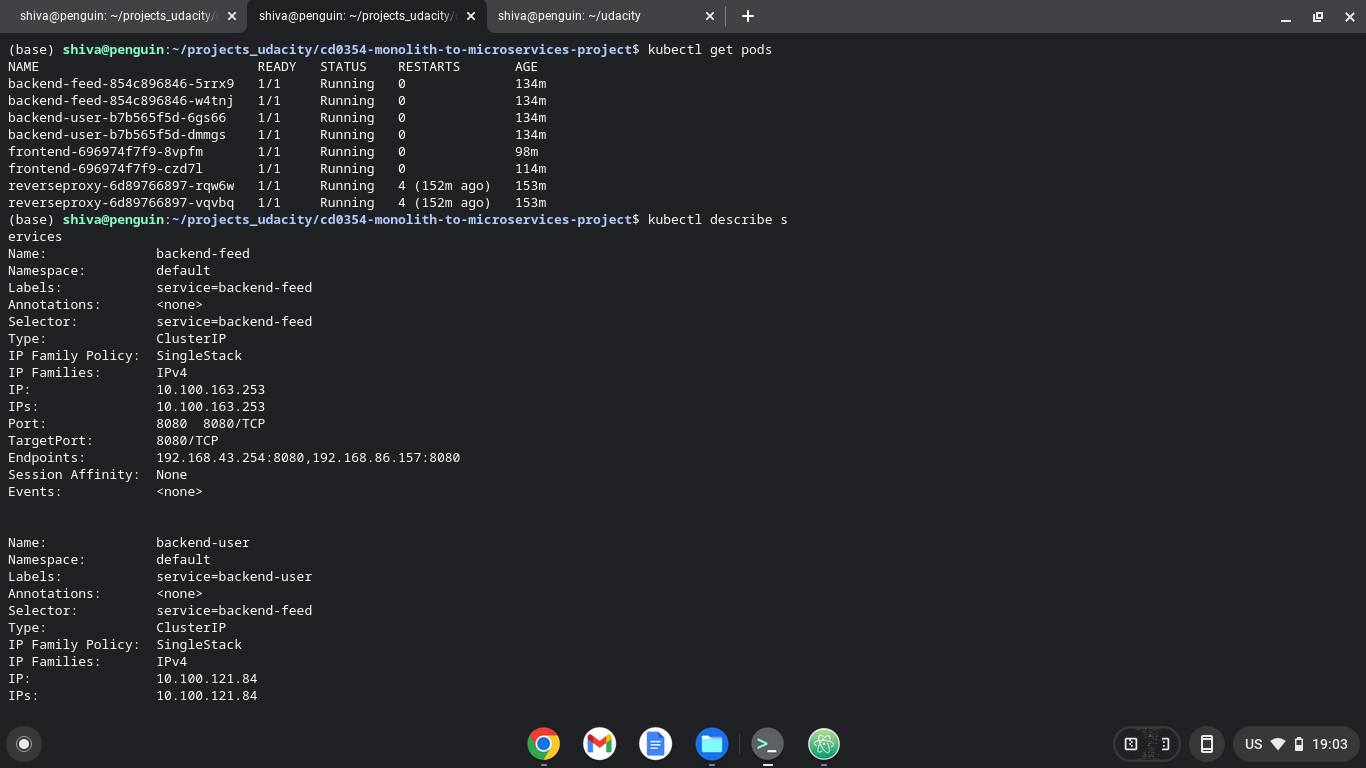 shiva@penguin: ~/projects_udacity/
shiva@penguin: ~/projects_udacity/
shiva@penguin: ~/udacity
(base) shiva@penguin:~/projects_udacity/cd0354-monolith-to-microservices-project$ kubectl get pods
NAME READY STATUS RESTARTS AGE
backend-feed-854c896846-5rrx9 1/1 Running 0 134m
backend-feed-854c896846-w4tnj 1/1 Running 0 134m
backend-user-b7b565f5d-6gs66 1/1 Running 0 134m
backend-user-b7b565f5d-dmmgs 1/1 Running 0 134m
frontend-696974f7f9-8vpfm 1/1 Running 0 98m
frontend-696974f7f9-czd7l 1/1 Running 0 114m
reverseproxy-6d89766897-rqw6w 1/1 Running 4 (152m ago) 153m
reverseproxy-6d89766897-vqvbq 1/1 Running 4 (152m ago) 153m
(base) shiva@penguin:~/projects_udacity/cd0354-monolith-to-microservices-project$ kubectl describe s
ervices
Name: backend-feed
Namespace: default
Labels: service=backend-feed
Annotations: <none>
Selector: service=backend-feed
Type: ClusterIP
IP Family Policy: SingleStack
IP Families: IPv4
IP: 10.100.163.253
IPs: 10.100.163.253
Port: 8080 8080/TCP
TargetPort: 8080/TCP
Endpoints: 192.168.43.254:8080,192.168.86.157:8080
Session Affinity: None
Events: <none>
Name: backend-user
Namespace: default
Labels: service=backend-user
Annotations: <none>
Selector: service=backend-feed
Type: ClusterIP
IP Family Policy: SingleStack
IP Families: IPv4
IP: 10.100.121.84
IPs: 10.100.121.84
US 19:03